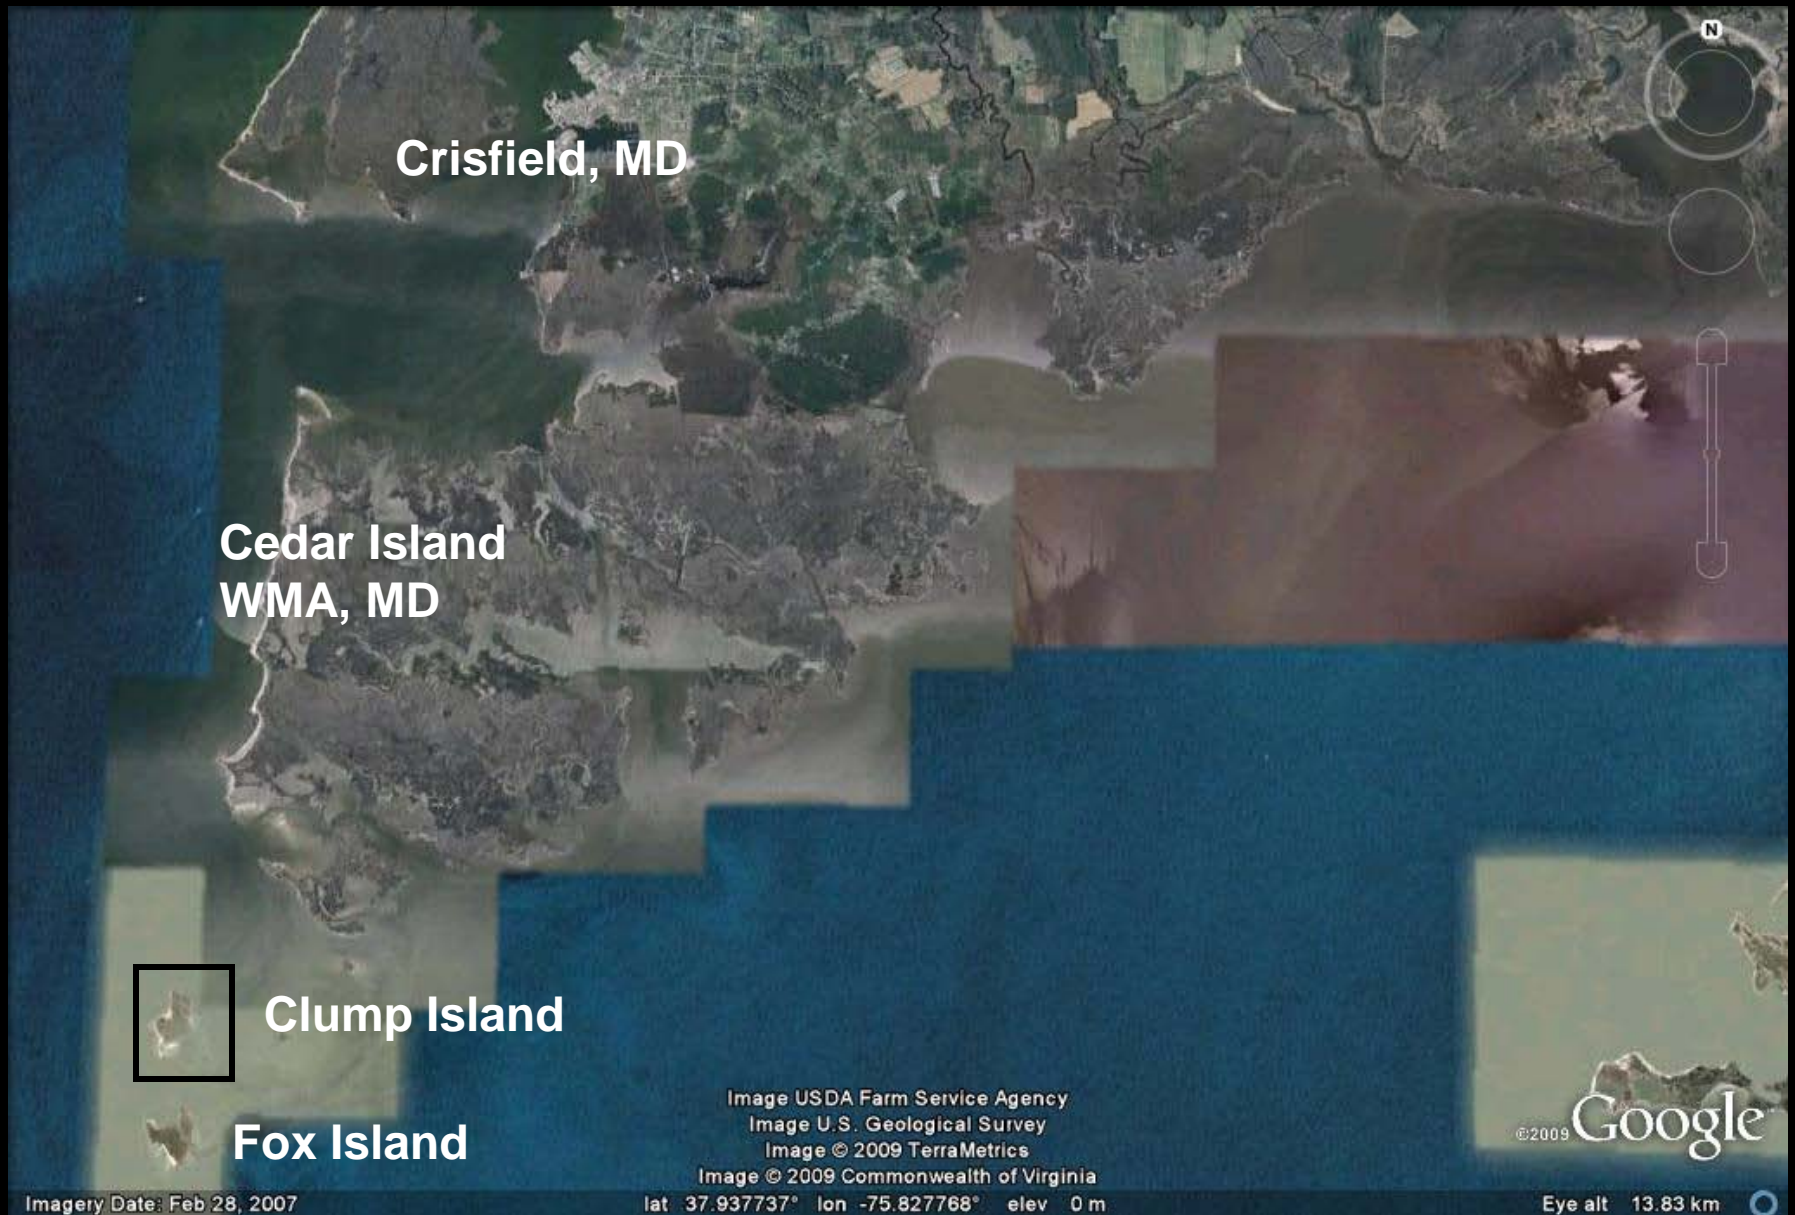 N
Crisfield, MD
Cedar Island
WMA, MD
Clump Island
Fox Island
Image USDA Farm Service Agency
Image U.S. Geological Survey
Image © 2009 TerraMetrics
Image © 2009 Commonwealth of Virginia
©2009 Google
Imagery Date: Feb 28, 2007 lat 37.937737° lon -75.827768° elev 0 m Eye alt 13.83 km